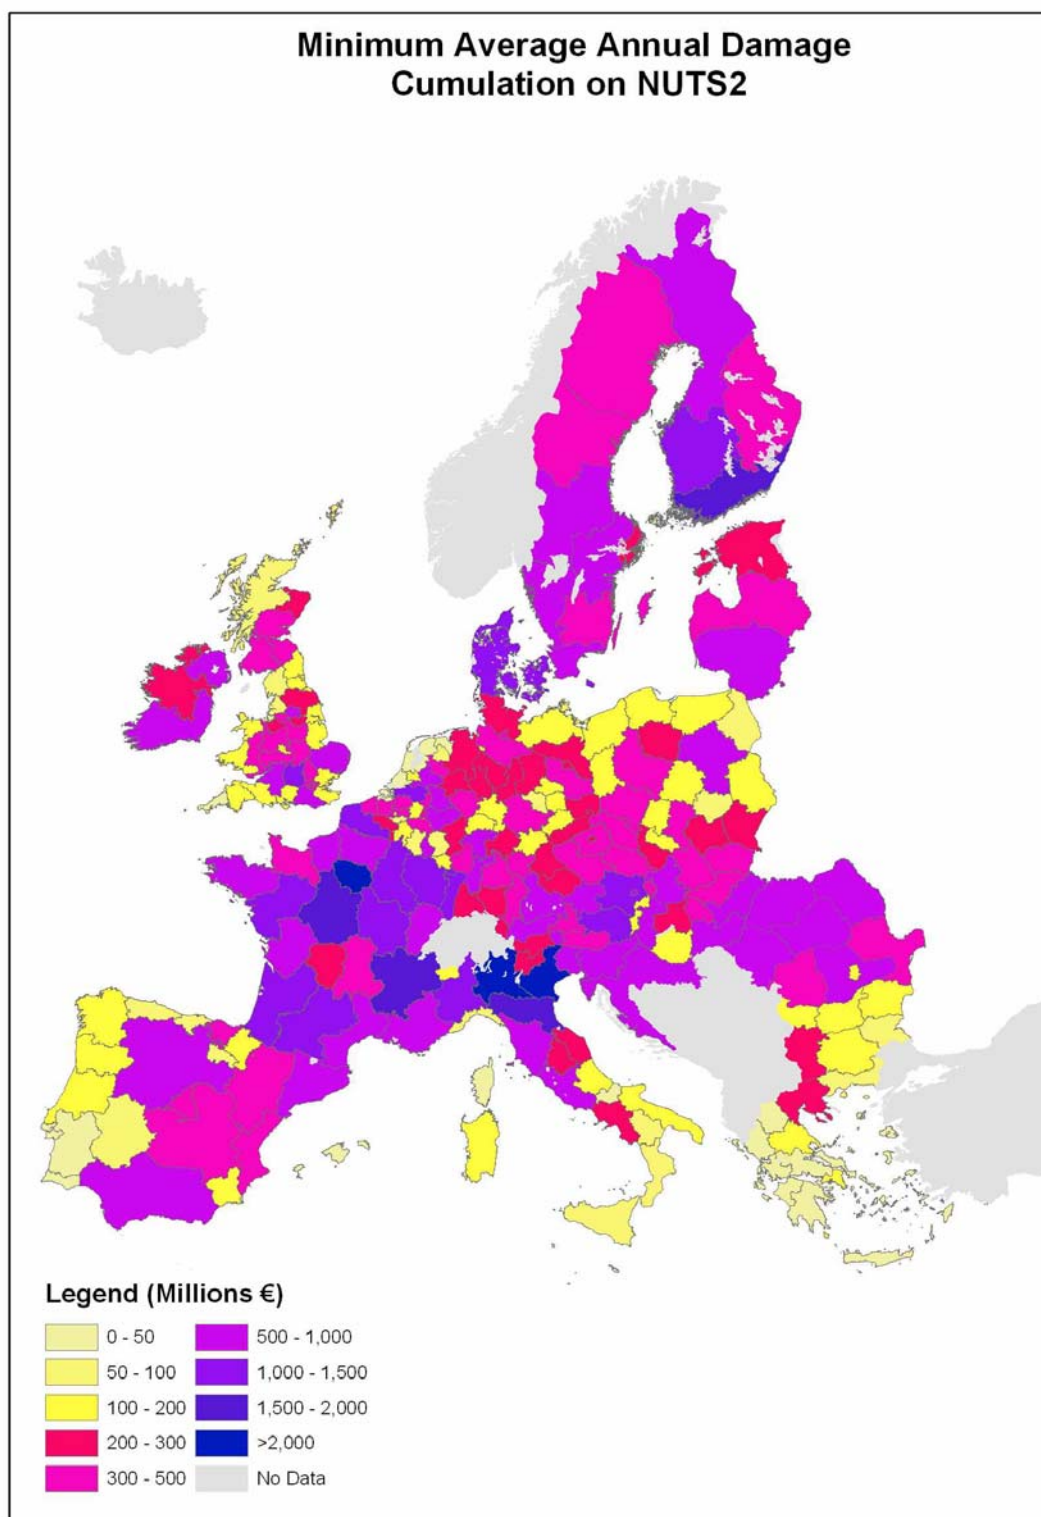 Minimum Average Annual Damage
Cumulation on NUTS2
Legend (Millions €)
0 - 50
50 - 100
100 - 200
200 - 300
300 - 500
500 - 1,000
1,000 - 1,500
1,500 - 2,000
>2,000
No Data